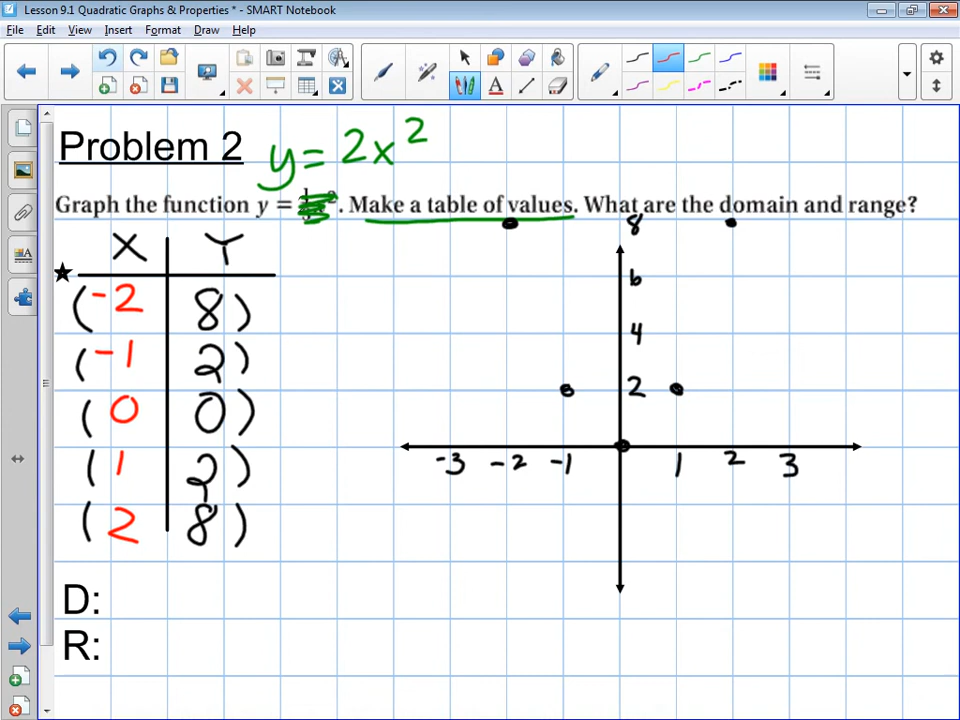 Lesson 9.1 Quadratic Graphs & Properties * - SMART Notebook
File Edit View Insert Format Draw Help
Problem 2 y = 2x²
Graph the function y = . Make a table of values. What are the domain and range?
X Y
(-2 8)
(-1 2)
(0 0)
(1 2)
(2 8)
8
6
4
2
-3 -2 -1 1 2 3
D:
R: